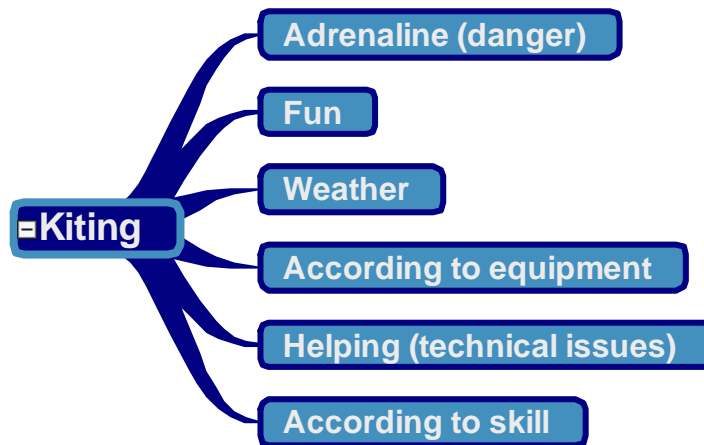 Adrenaline (danger)
Fun
Weather
Kiting
According to equipment
Helping (technical issues)
According to skill